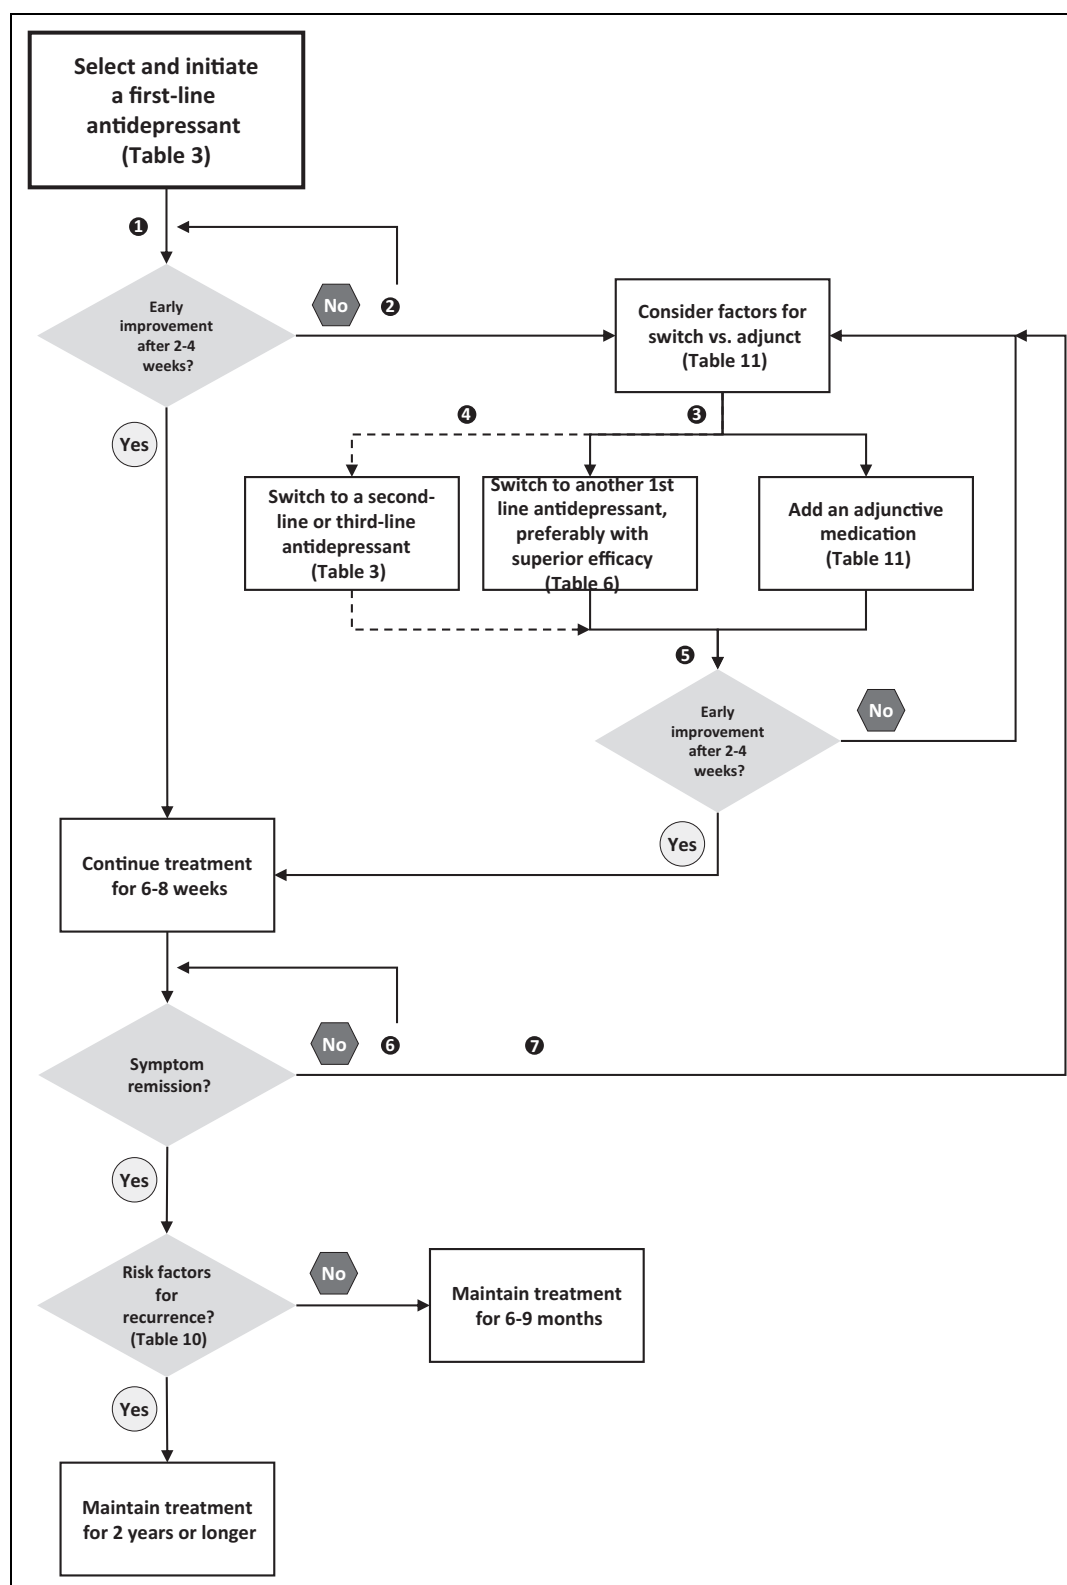 Select and initiate
a first-line
antidepressant
(Table 3)
❶
Early
improvement
after 2-4
weeks?
No
❷
Consider factors for
switch vs. adjunct
(Table 11)
Yes
❹
❸
Switch to a second-
line or third-line
antidepressant
(Table 3)
Switch to another 1st
line antidepressant,
preferably with
superior efficacy
(Table 6)
Add an adjunctive
medication
(Table 11)
❺
Early
improvement
after 2-4
weeks?
No
Yes
Continue treatment
for 6-8 weeks
Symptom
remission?
No
❻
❼
Yes
Risk factors
for
recurrence?
(Table 10)
No
Maintain treatment
for 6-9 months
Yes
Maintain treatment
for 2 years or longer